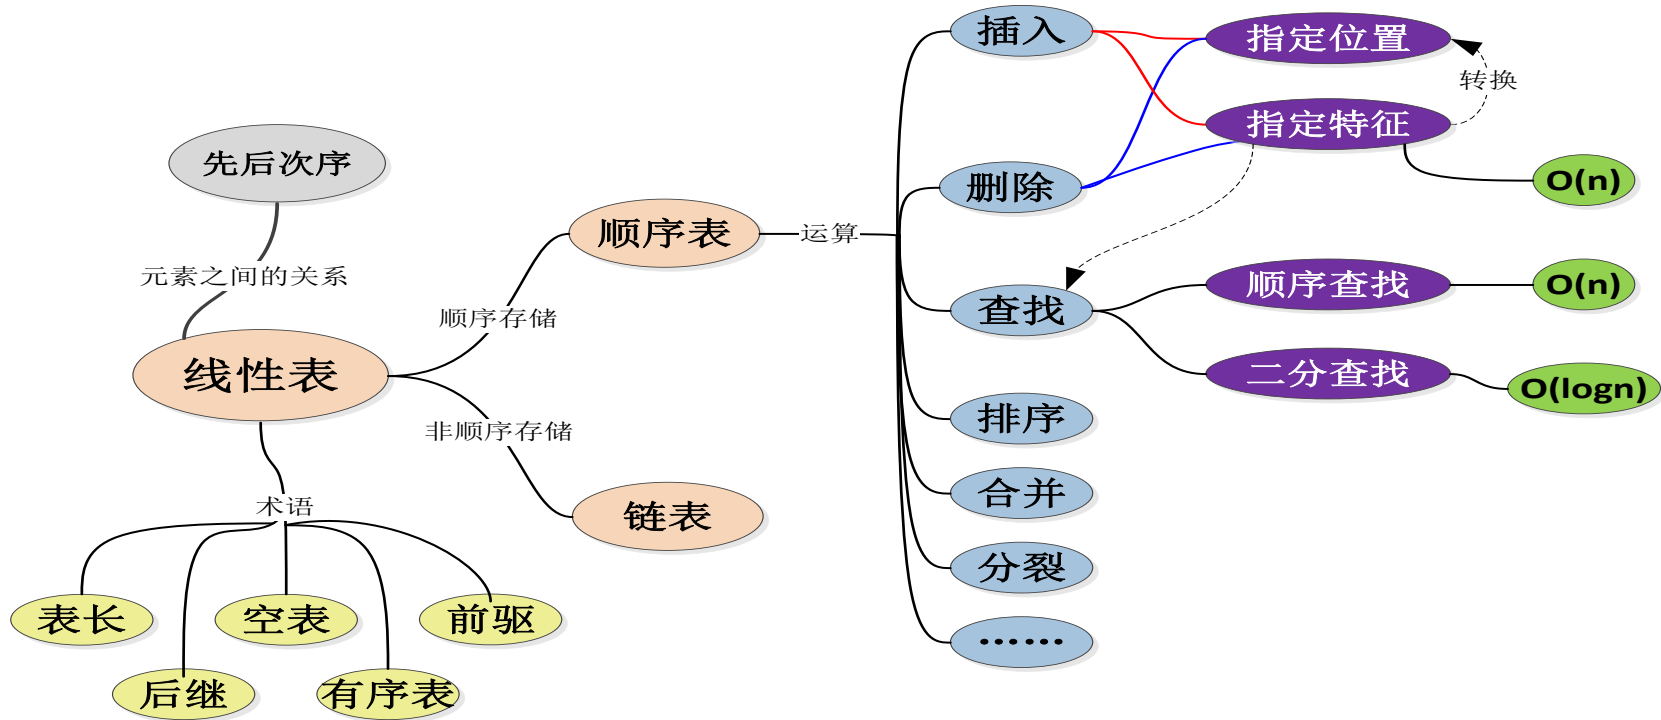 插入
指定位置
转换
指定特征
先后次序
删除
O(n)
顺序表
运算
元素之间的关系
查找
顺序查找
O(n)
顺序存储
线性表
二分查找
O(logn)
非顺序存储
排序
合并
术语
链表
分裂
表长
空表
前驱
……
后继
有序表